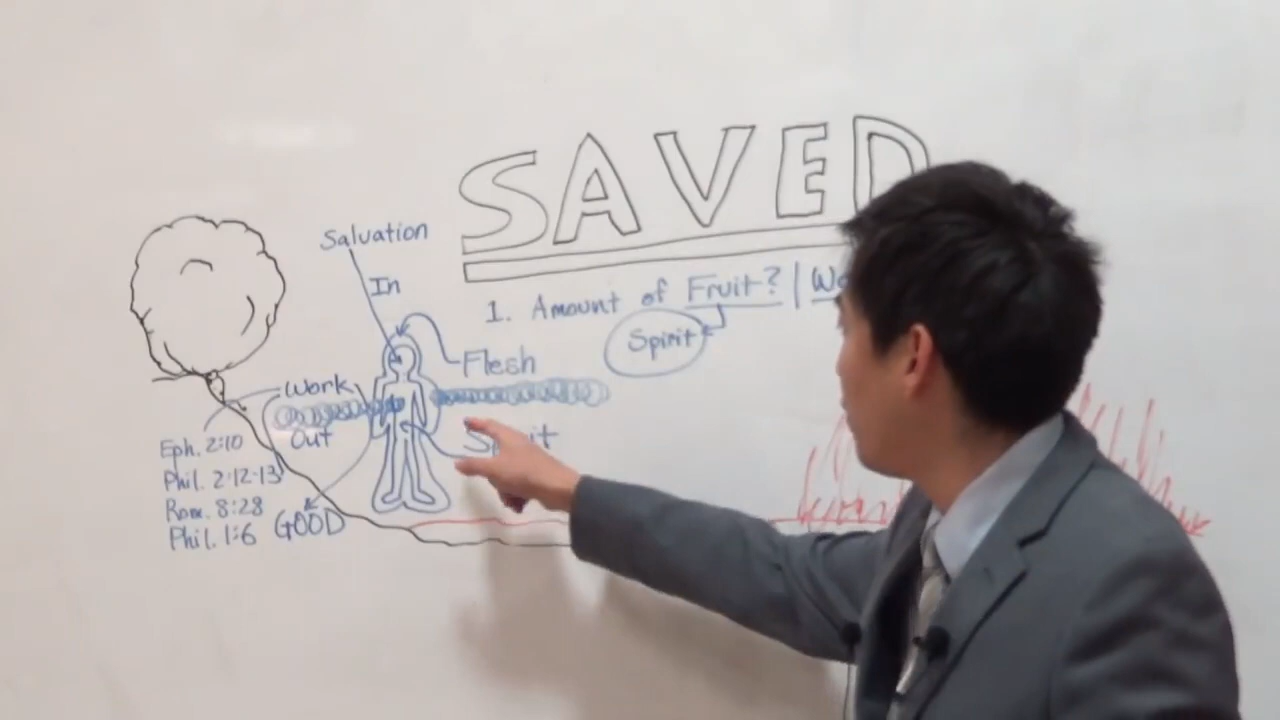 SAVED
Salvation
In
1. Amount of Fruit? |
Spirit
Flesh
Work
Out
Eph. 2:10
Phil. 2:12-13
Rom. 8:28
Phil. 1:6
GOOD